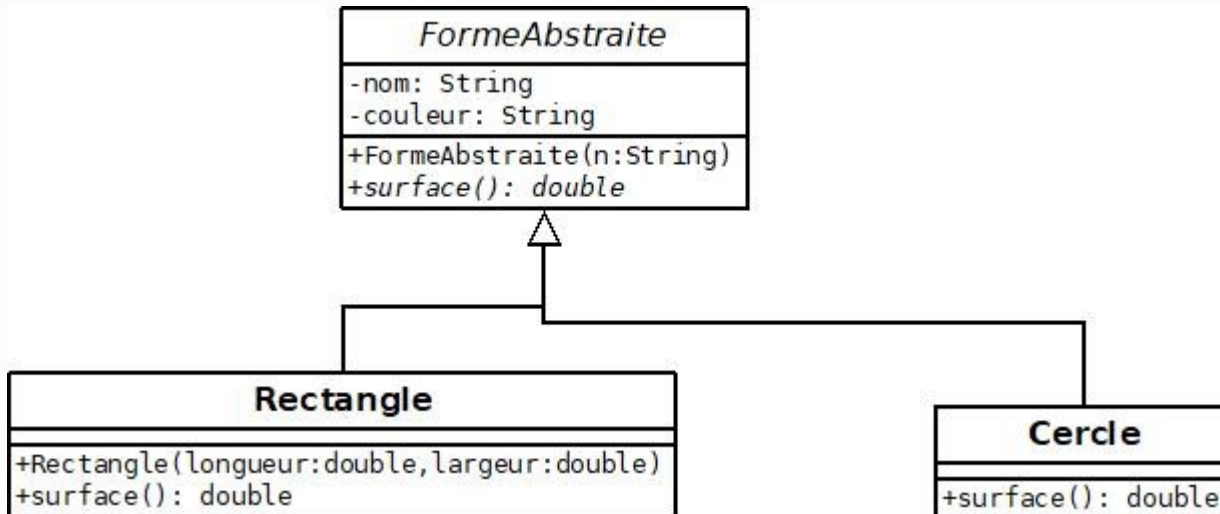 FormeAbstraite
-nom: String
-couleur: String
+FormeAbstraite(n:String)
+surface(): double
Rectangle
+Rectangle(longueur:double,largeur:double)
+surface(): double
Cercle
+surface(): double